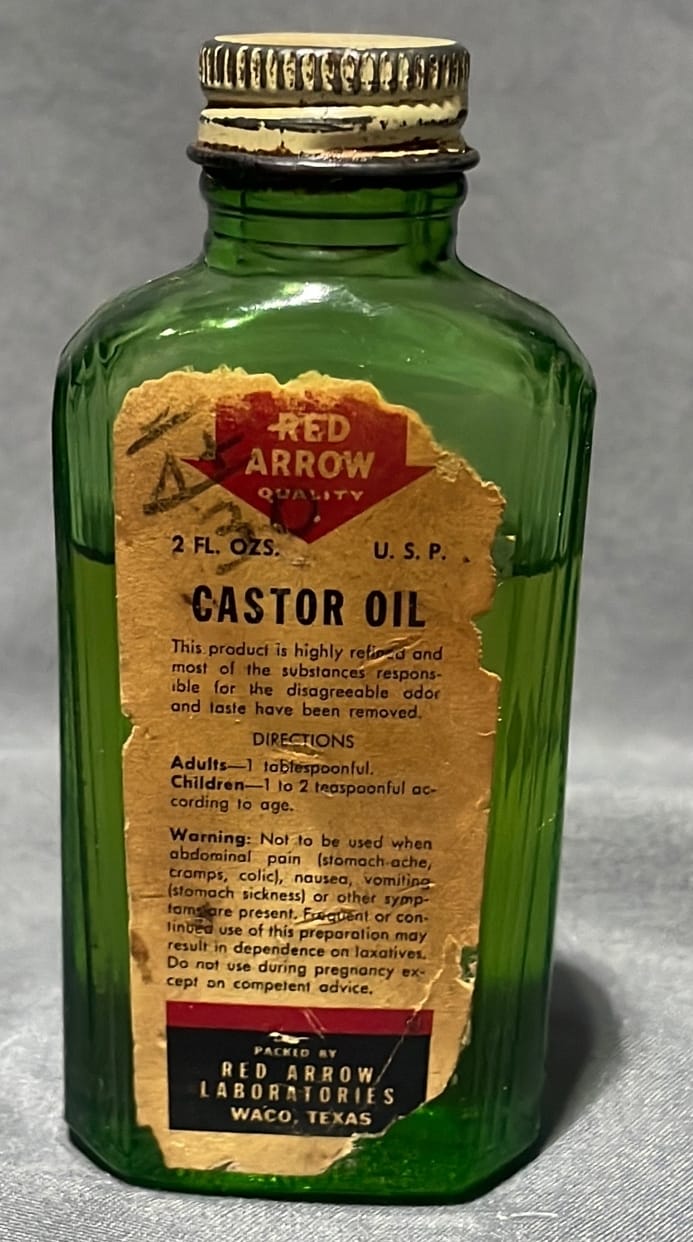 RED
ARROW
QUALITY
2 FL. OZS. U. S. P.
CASTOR OIL
This product is highly refined and
most of the substances respons-
ible for the disagreeable odor
and taste have been removed.
DIRECTIONS
Adults—1 tablespoonful.
Children—1 to 2 teaspoonful ac-
cording to age.
Warning: Not to be used when
abdominal pain (stomach-ache,
cramps, colic), nausea, vomiting
(stomach sickness) or other symp-
toms are present. Frequent or con-
tinued use of this preparation may
result in dependence on laxatives.
Do not use during pregnancy ex-
cept on competent advice.
PACKED BY
RED ARROW
LABORATORIES
WACO, TEXAS